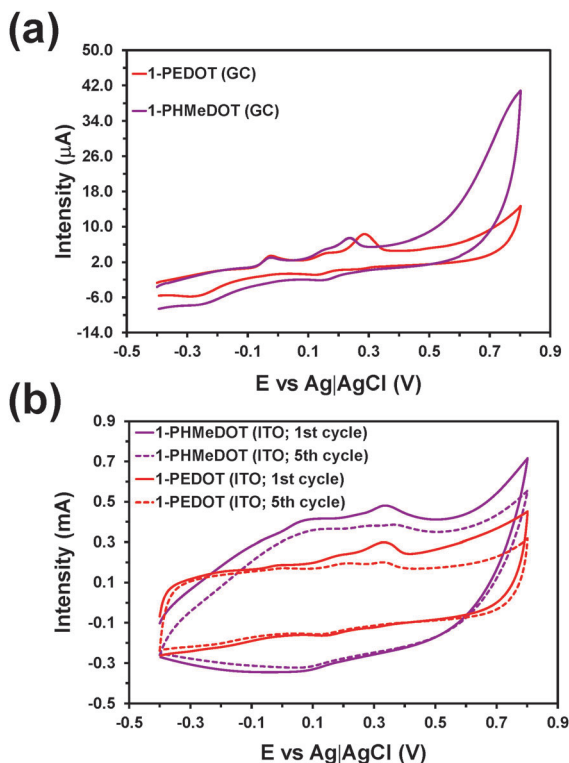 (a)
50.0
42.0
34.0
26.0
18.0
10.0
2.0
-6.0
-14.0
Intensity (µA)
1-PEDOT (GC)
1-PHMeDOT (GC)
-0.5 -0.3 -0.1 0.1 0.3 0.5 0.7 0.9
E vs Ag|AgCl (V)
(b)
0.9
0.7
0.5
0.3
0.1
-0.1
-0.3
-0.5
Intensity (mA)
1-PHMeDOT (ITO; 1st cycle)
1-PHMeDOT (ITO; 5th cycle)
1-PEDOT (ITO; 1st cycle)
1-PEDOT (ITO; 5th cycle)
-0.5 -0.3 -0.1 0.1 0.3 0.5 0.7 0.9
E vs Ag|AgCl (V)